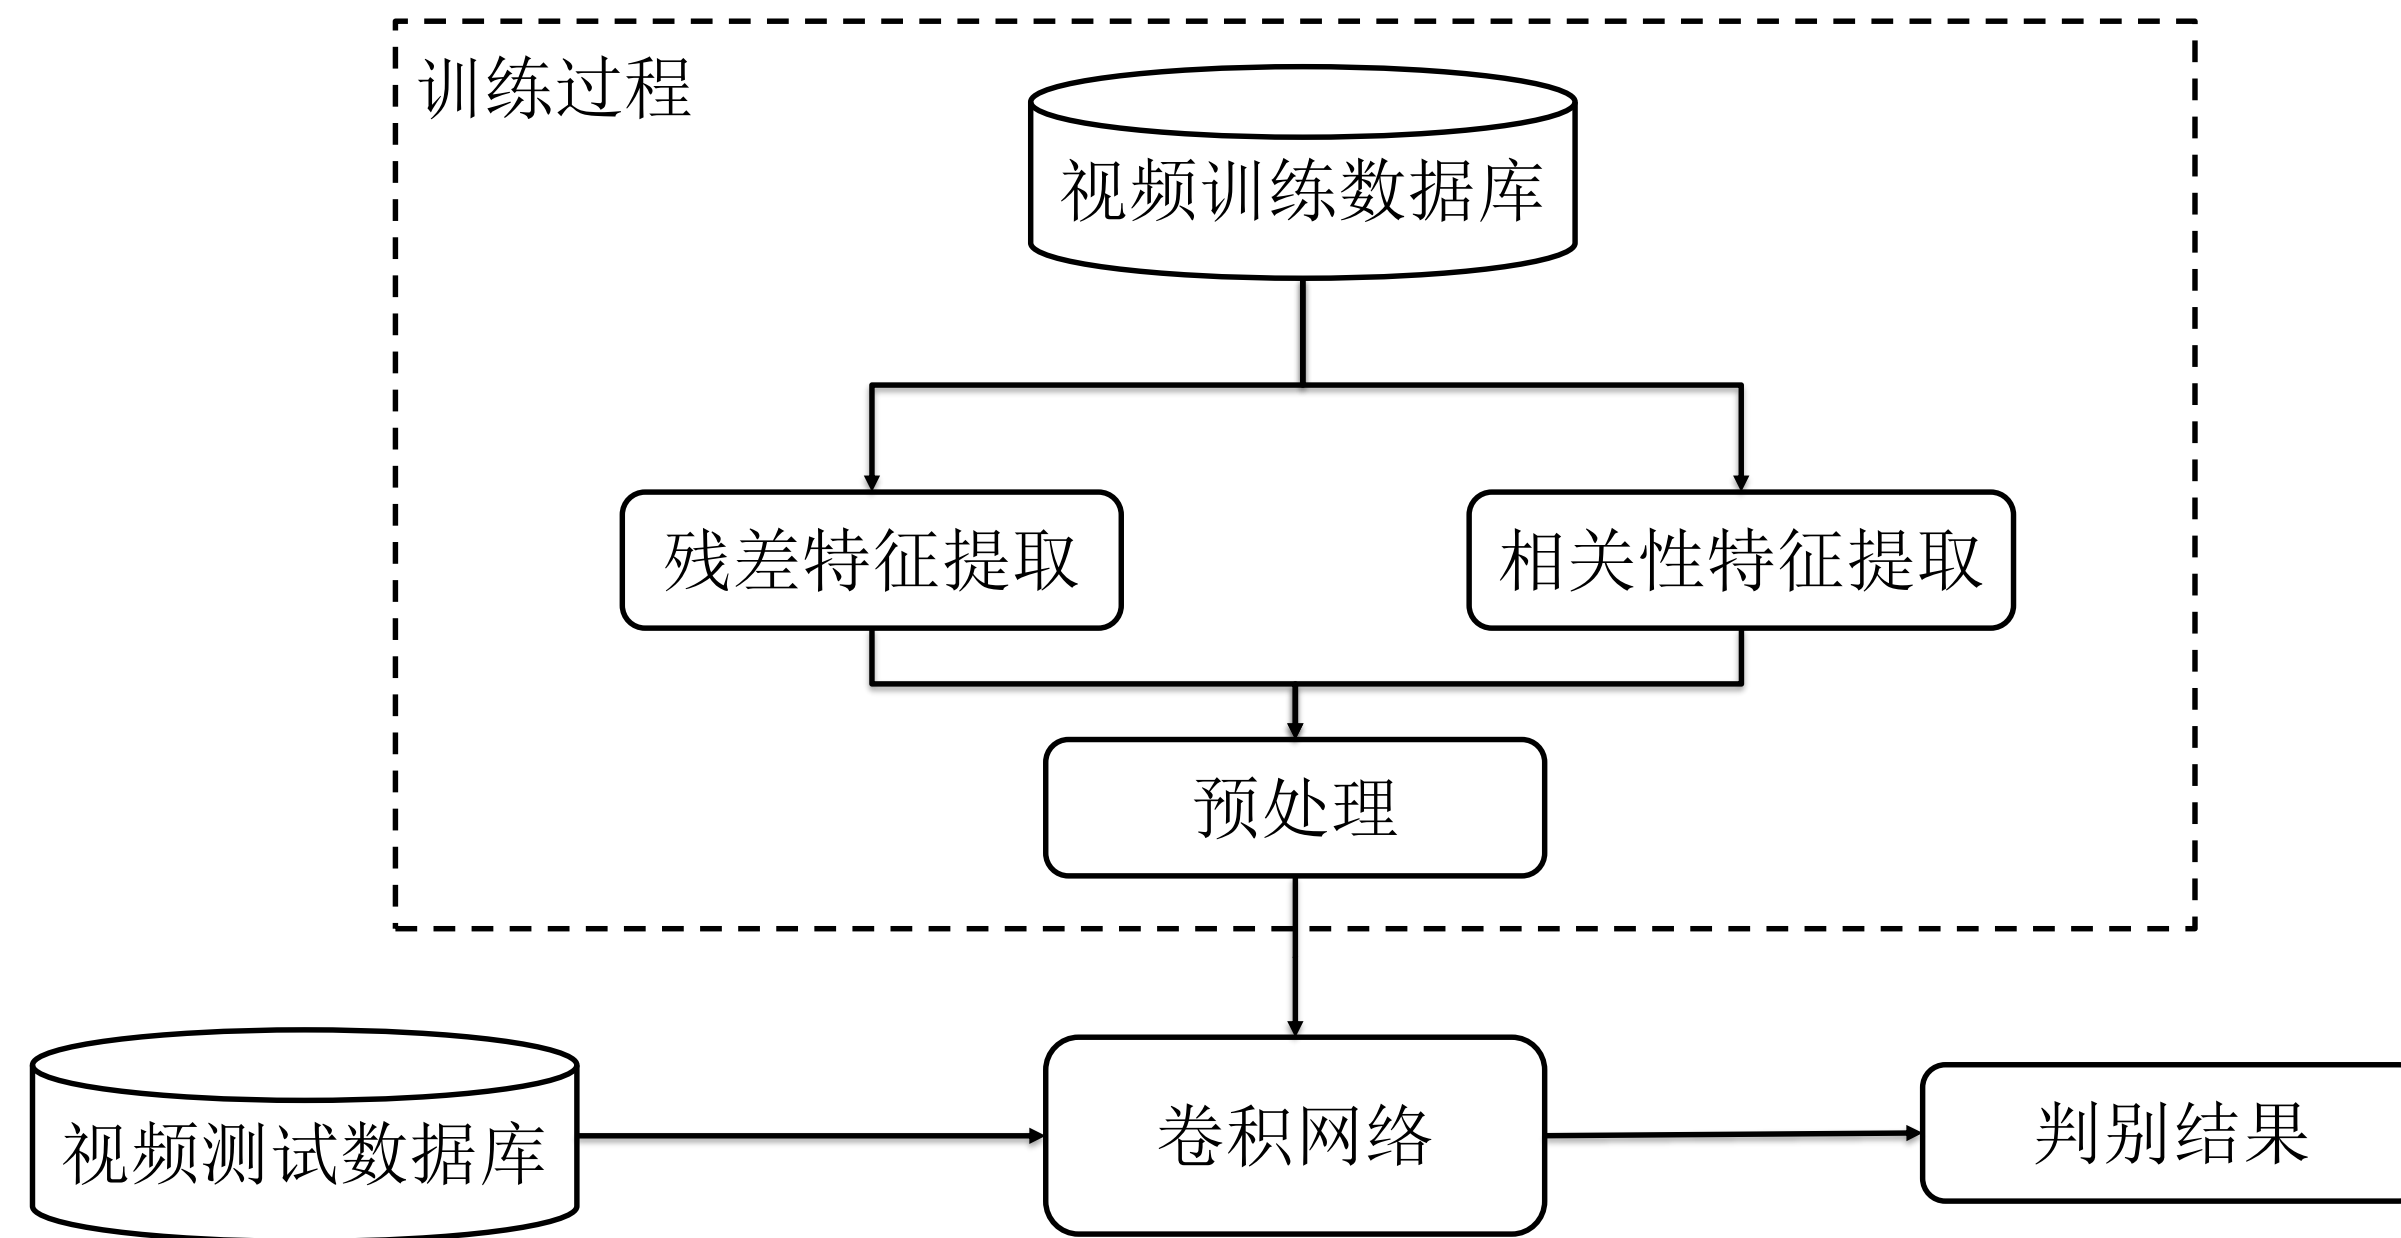 训练过程
视频训练数据库
残差特征提取
相关性特征提取
预处理
视频测试数据库
卷积网络
判别结果